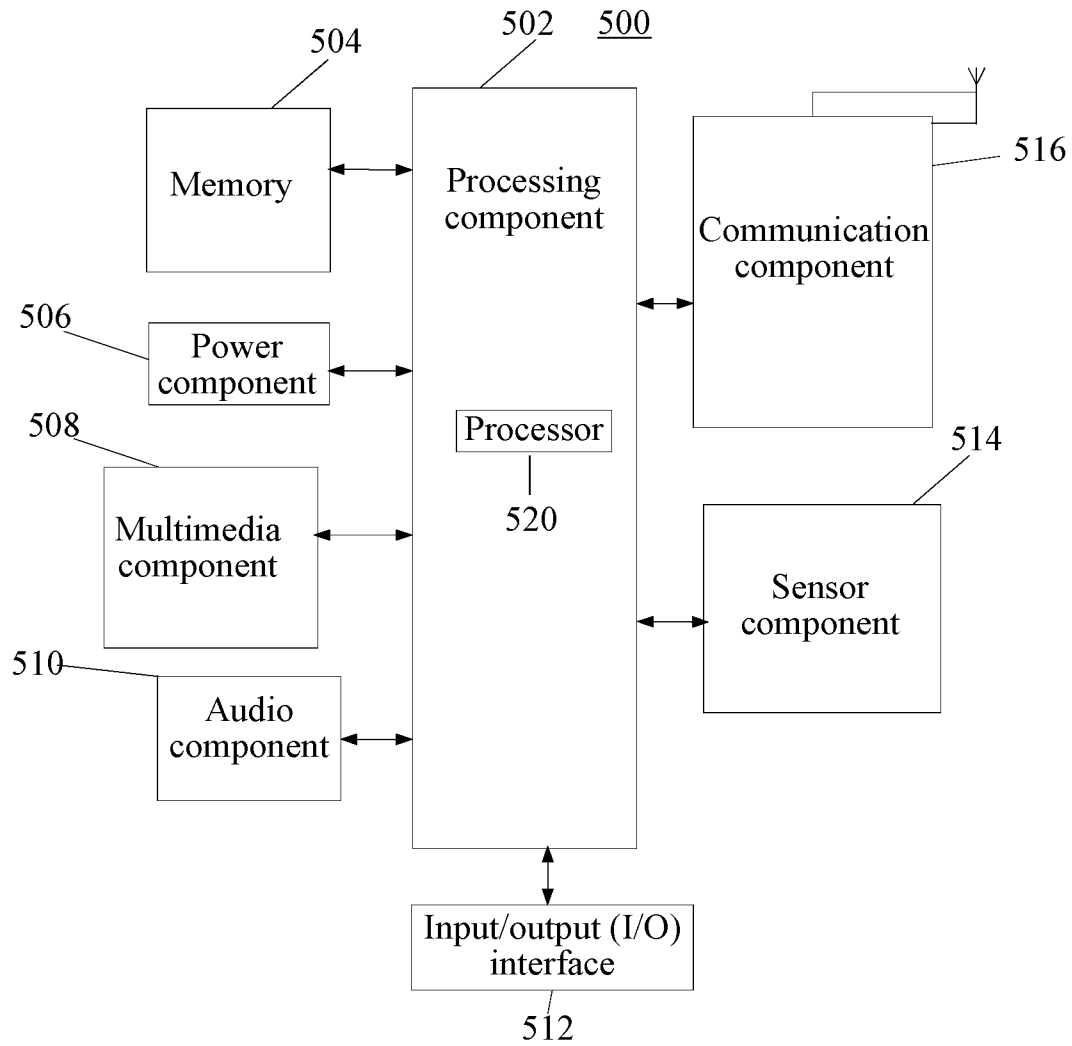 502
500
504
Memory
Processing
component
516
Communication
component
506
Power
component
508
Processor
520
514
Multimedia
component
Sensor
component
510
Audio
component
Input/output (I/O)
interface
512